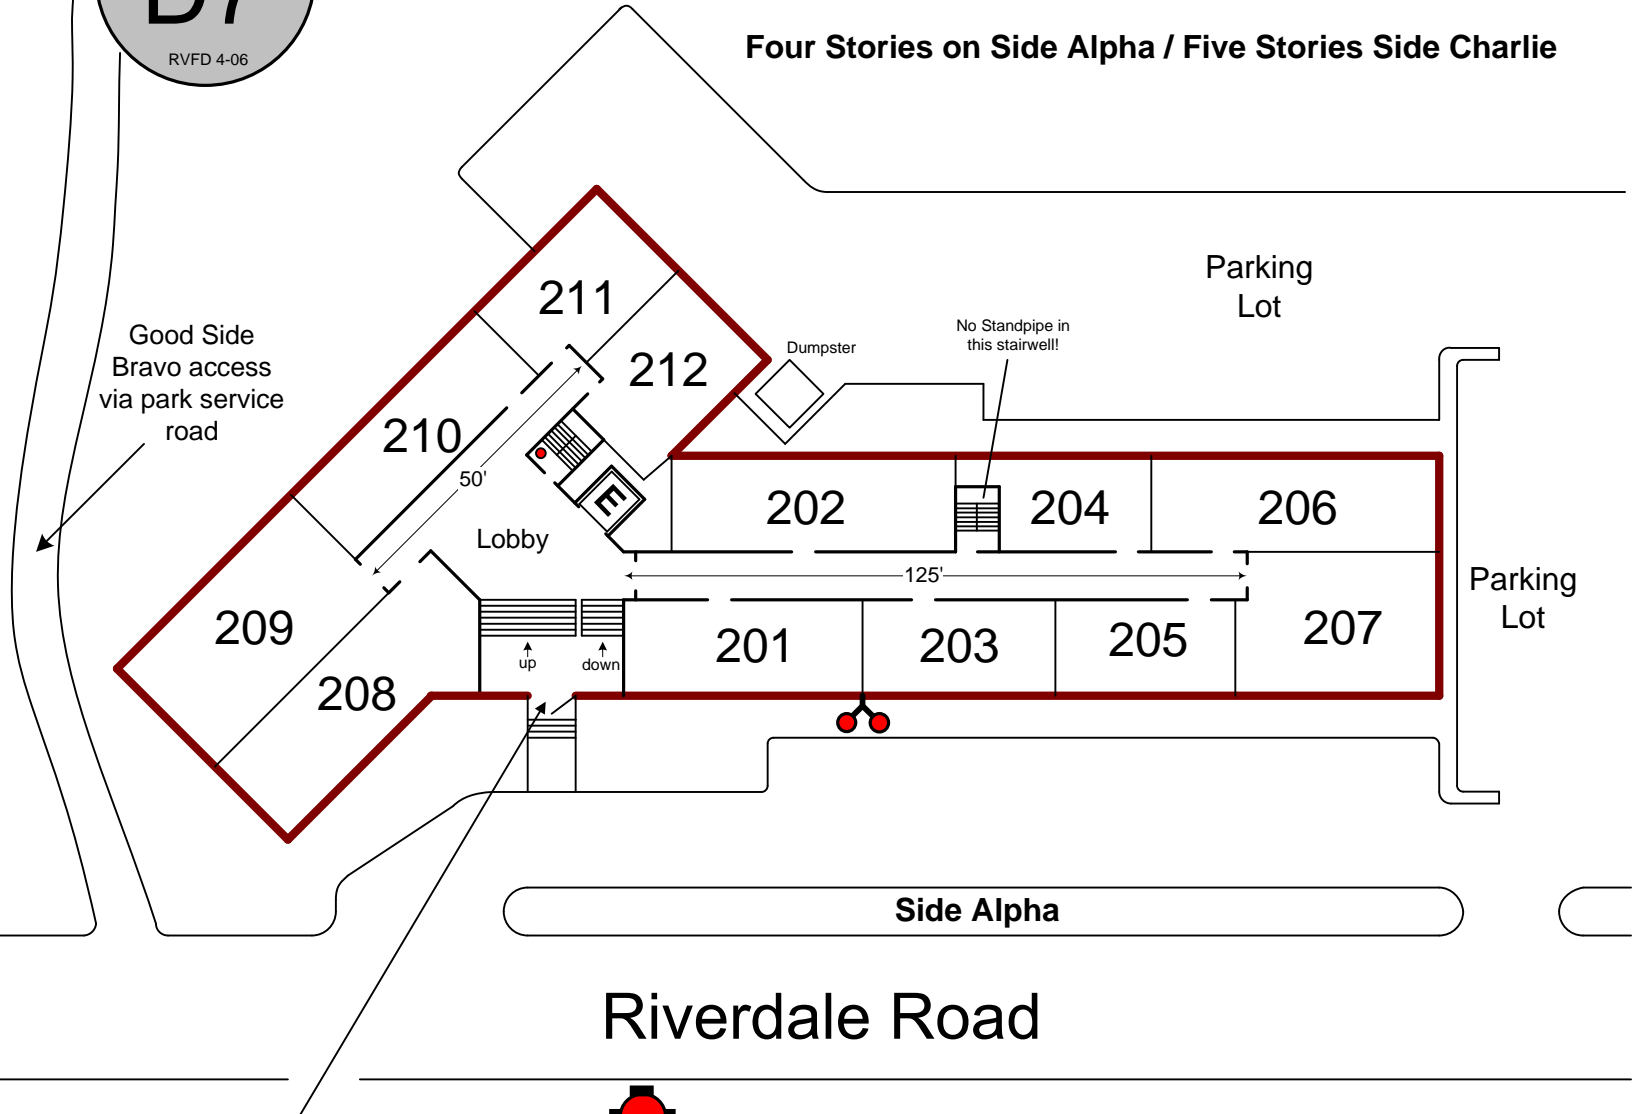 D7
RVFD 4-06
Four Stories on Side Alpha / Five Stories Side Charlie
Parking
Lot
Good Side
Bravo access
via park service
road
No Standpipe in
this stairwell!
Dumpster
211
212
210
50'
E
Lobby
202
204
206
125'
Parking
Lot
209
208
up
down
201
203
205
207
Side Alpha
Riverdale Road